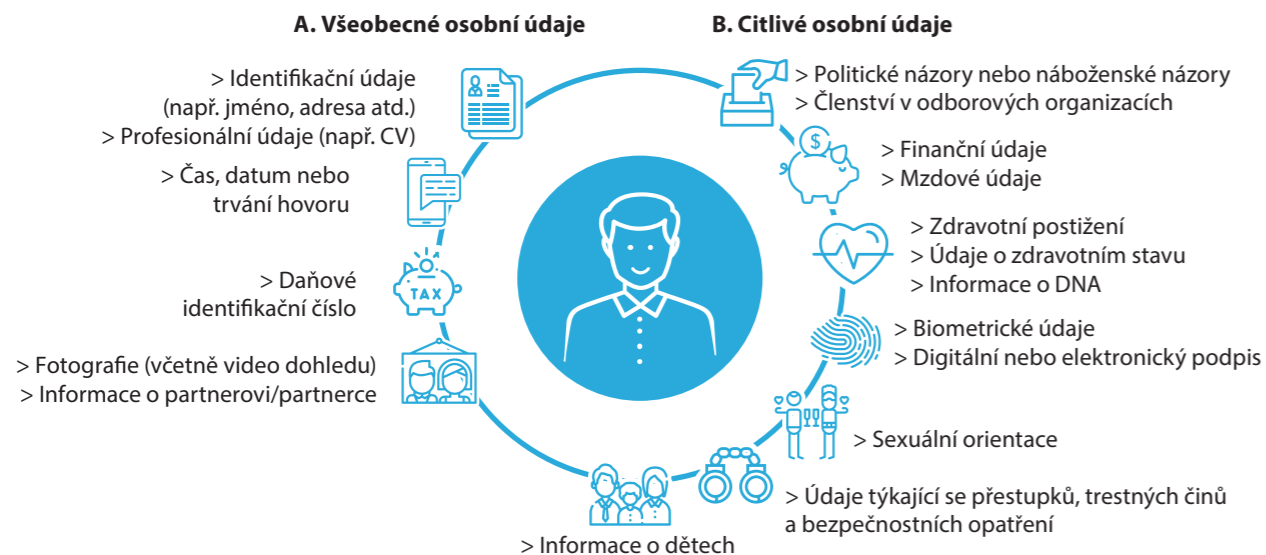 A. Všeobecné osobní údaje
> Identifikační údaje
(např. jméno, adresa atd.)
> Profesionální údaje (např. CV)
> Čas, datum nebo
trvání hovoru
> Daňové
identifikační číslo
TAX
> Fotografie (včetně video dohledu)
> Informace o partnerovi/partnerce
B. Citlivé osobní údaje
> Politické názory nebo náboženské názory
> Členství v odborových organizacích
$
> Finanční údaje
> Mzdové údaje
> Zdravotní postižení
> Údaje o zdravotním stavu
> Informace o DNA
> Biometrické údaje
> Digitální nebo elektronický podpis
> Sexuální orientace
> Údaje týkající se přestupků, trestných činů
a bezpečnostních opatření
> Informace o dětech